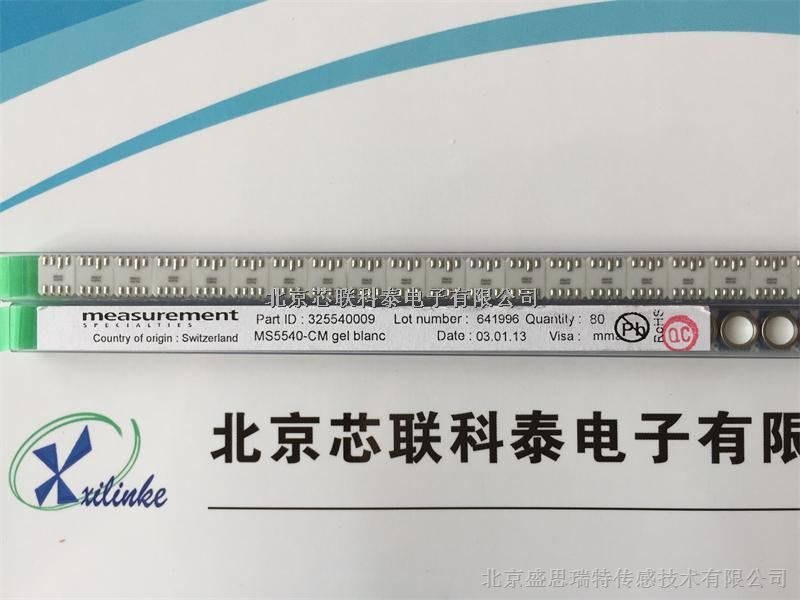 北京芯联科泰电子有限公司
measurement
SPECIALTIES
Country of origin : Switzerland
Part ID : 325540009 Lot number : 641996 Quantity : 80
MS5540-CM gel blanc Date : 03.01.13 Visa : mma
Pb
RoHS
QC
北京芯联科泰电子有限
xilinke
北京盛思瑞特传感技术有限公司